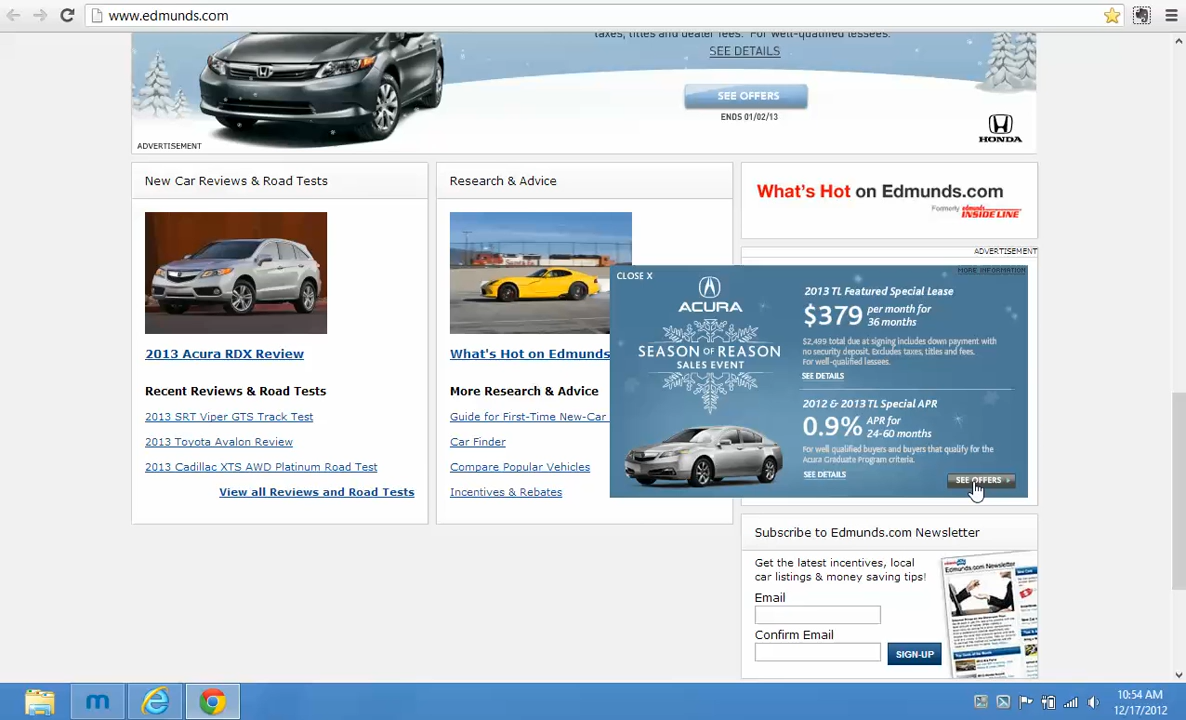 www.edmunds.com
taxes, titles and dealer fees. For well-qualified lessees.
SEE DETAILS
SEE OFFERS
ENDS 01/02/13
ADVERTISEMENT
HONDA
New Car Reviews & Road Tests
Research & Advice
What's Hot on Edmunds.com
Formerly edmunds INSIDE LINE
ADVERTISEMENT
2013 Acura RDX Review
Recent Reviews & Road Tests
2013 SRT Viper GTS Track Test
2013 Toyota Avalon Review
2013 Cadillac XTS AWD Platinum Road Test
View all Reviews and Road Tests
What's Hot on Edmunds
More Research & Advice
Guide for First-Time New-Car
Car Finder
Compare Popular Vehicles
Incentives & Rebates
CLOSE X
MORE INFORMATION
ACURA
SEASON OF REASON
SALES EVENT
2013 TL Featured Special Lease
$379 per month for
36 months
$2,499 total due at signing includes down payment with
no security deposit. Excludes taxes, titles and fees.
For well-qualified lessees.
SEE DETAILS
2012 & 2013 TL Special APR
0.9% APR for
24-60 months
For well qualified buyers and buyers that qualify for the
Acura Graduate Program criteria.
SEE DETAILS
SEE OFFERS
Subscribe to Edmunds.com Newsletter
Get the latest incentives, local
car listings & money saving tips!
Email
Confirm Email
SIGN-UP
Edmunds.com Newsletter
10:54 AM
12/17/2012